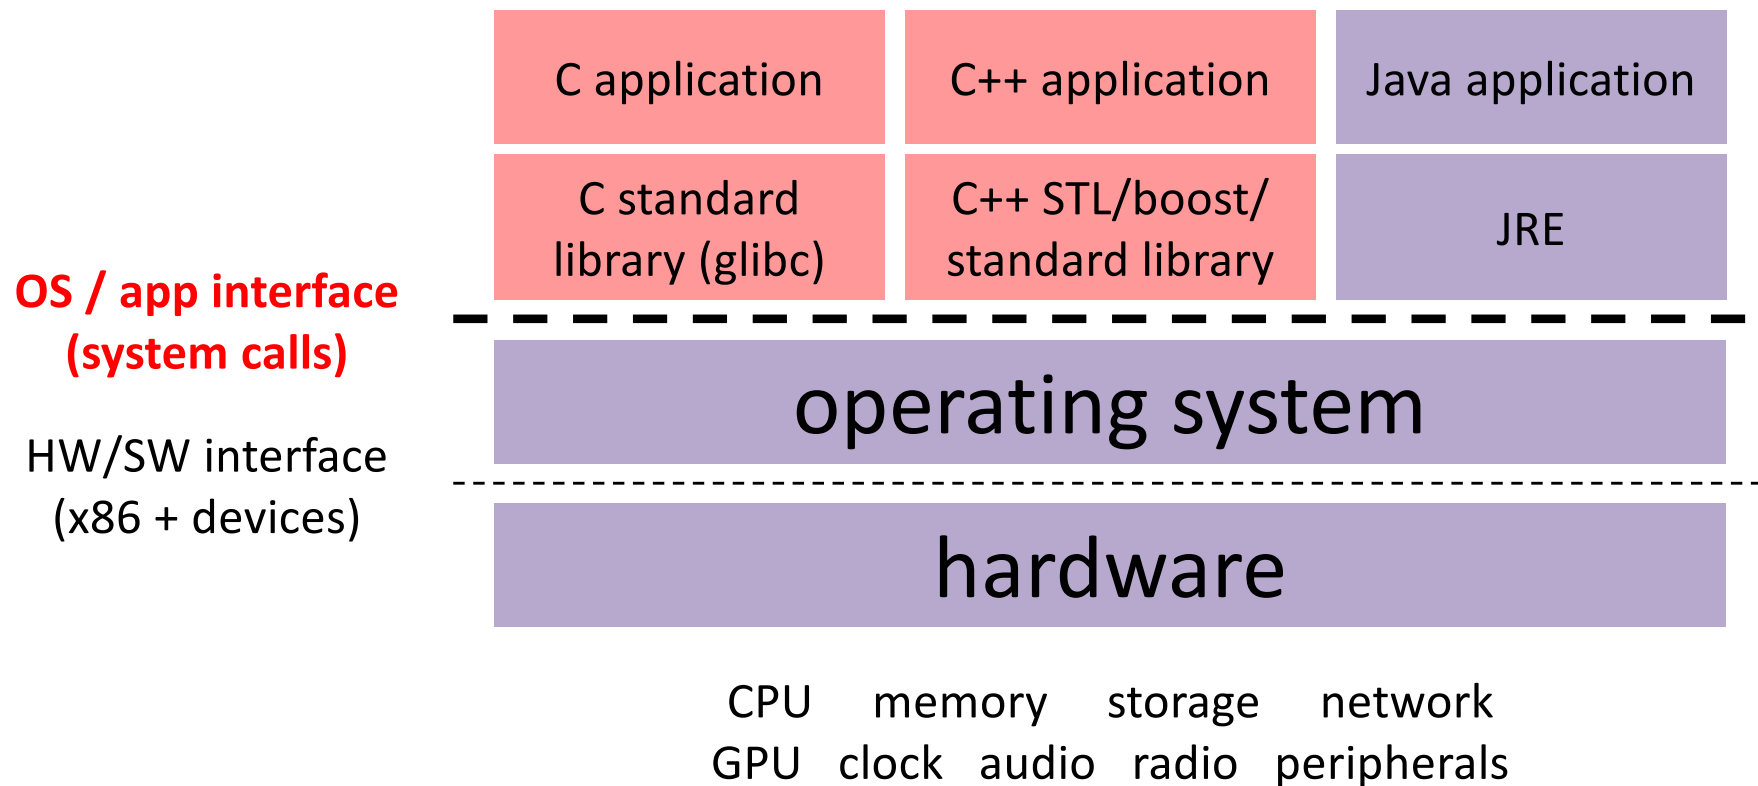 C application
C++ application
Java application
C standard
library (glibc)
C++ STL/boost/
standard library
JRE
OS / app interface
(system calls)
operating system
HW/SW interface
(x86 + devices)
hardware
CPU memory storage network
GPU clock audio radio peripherals